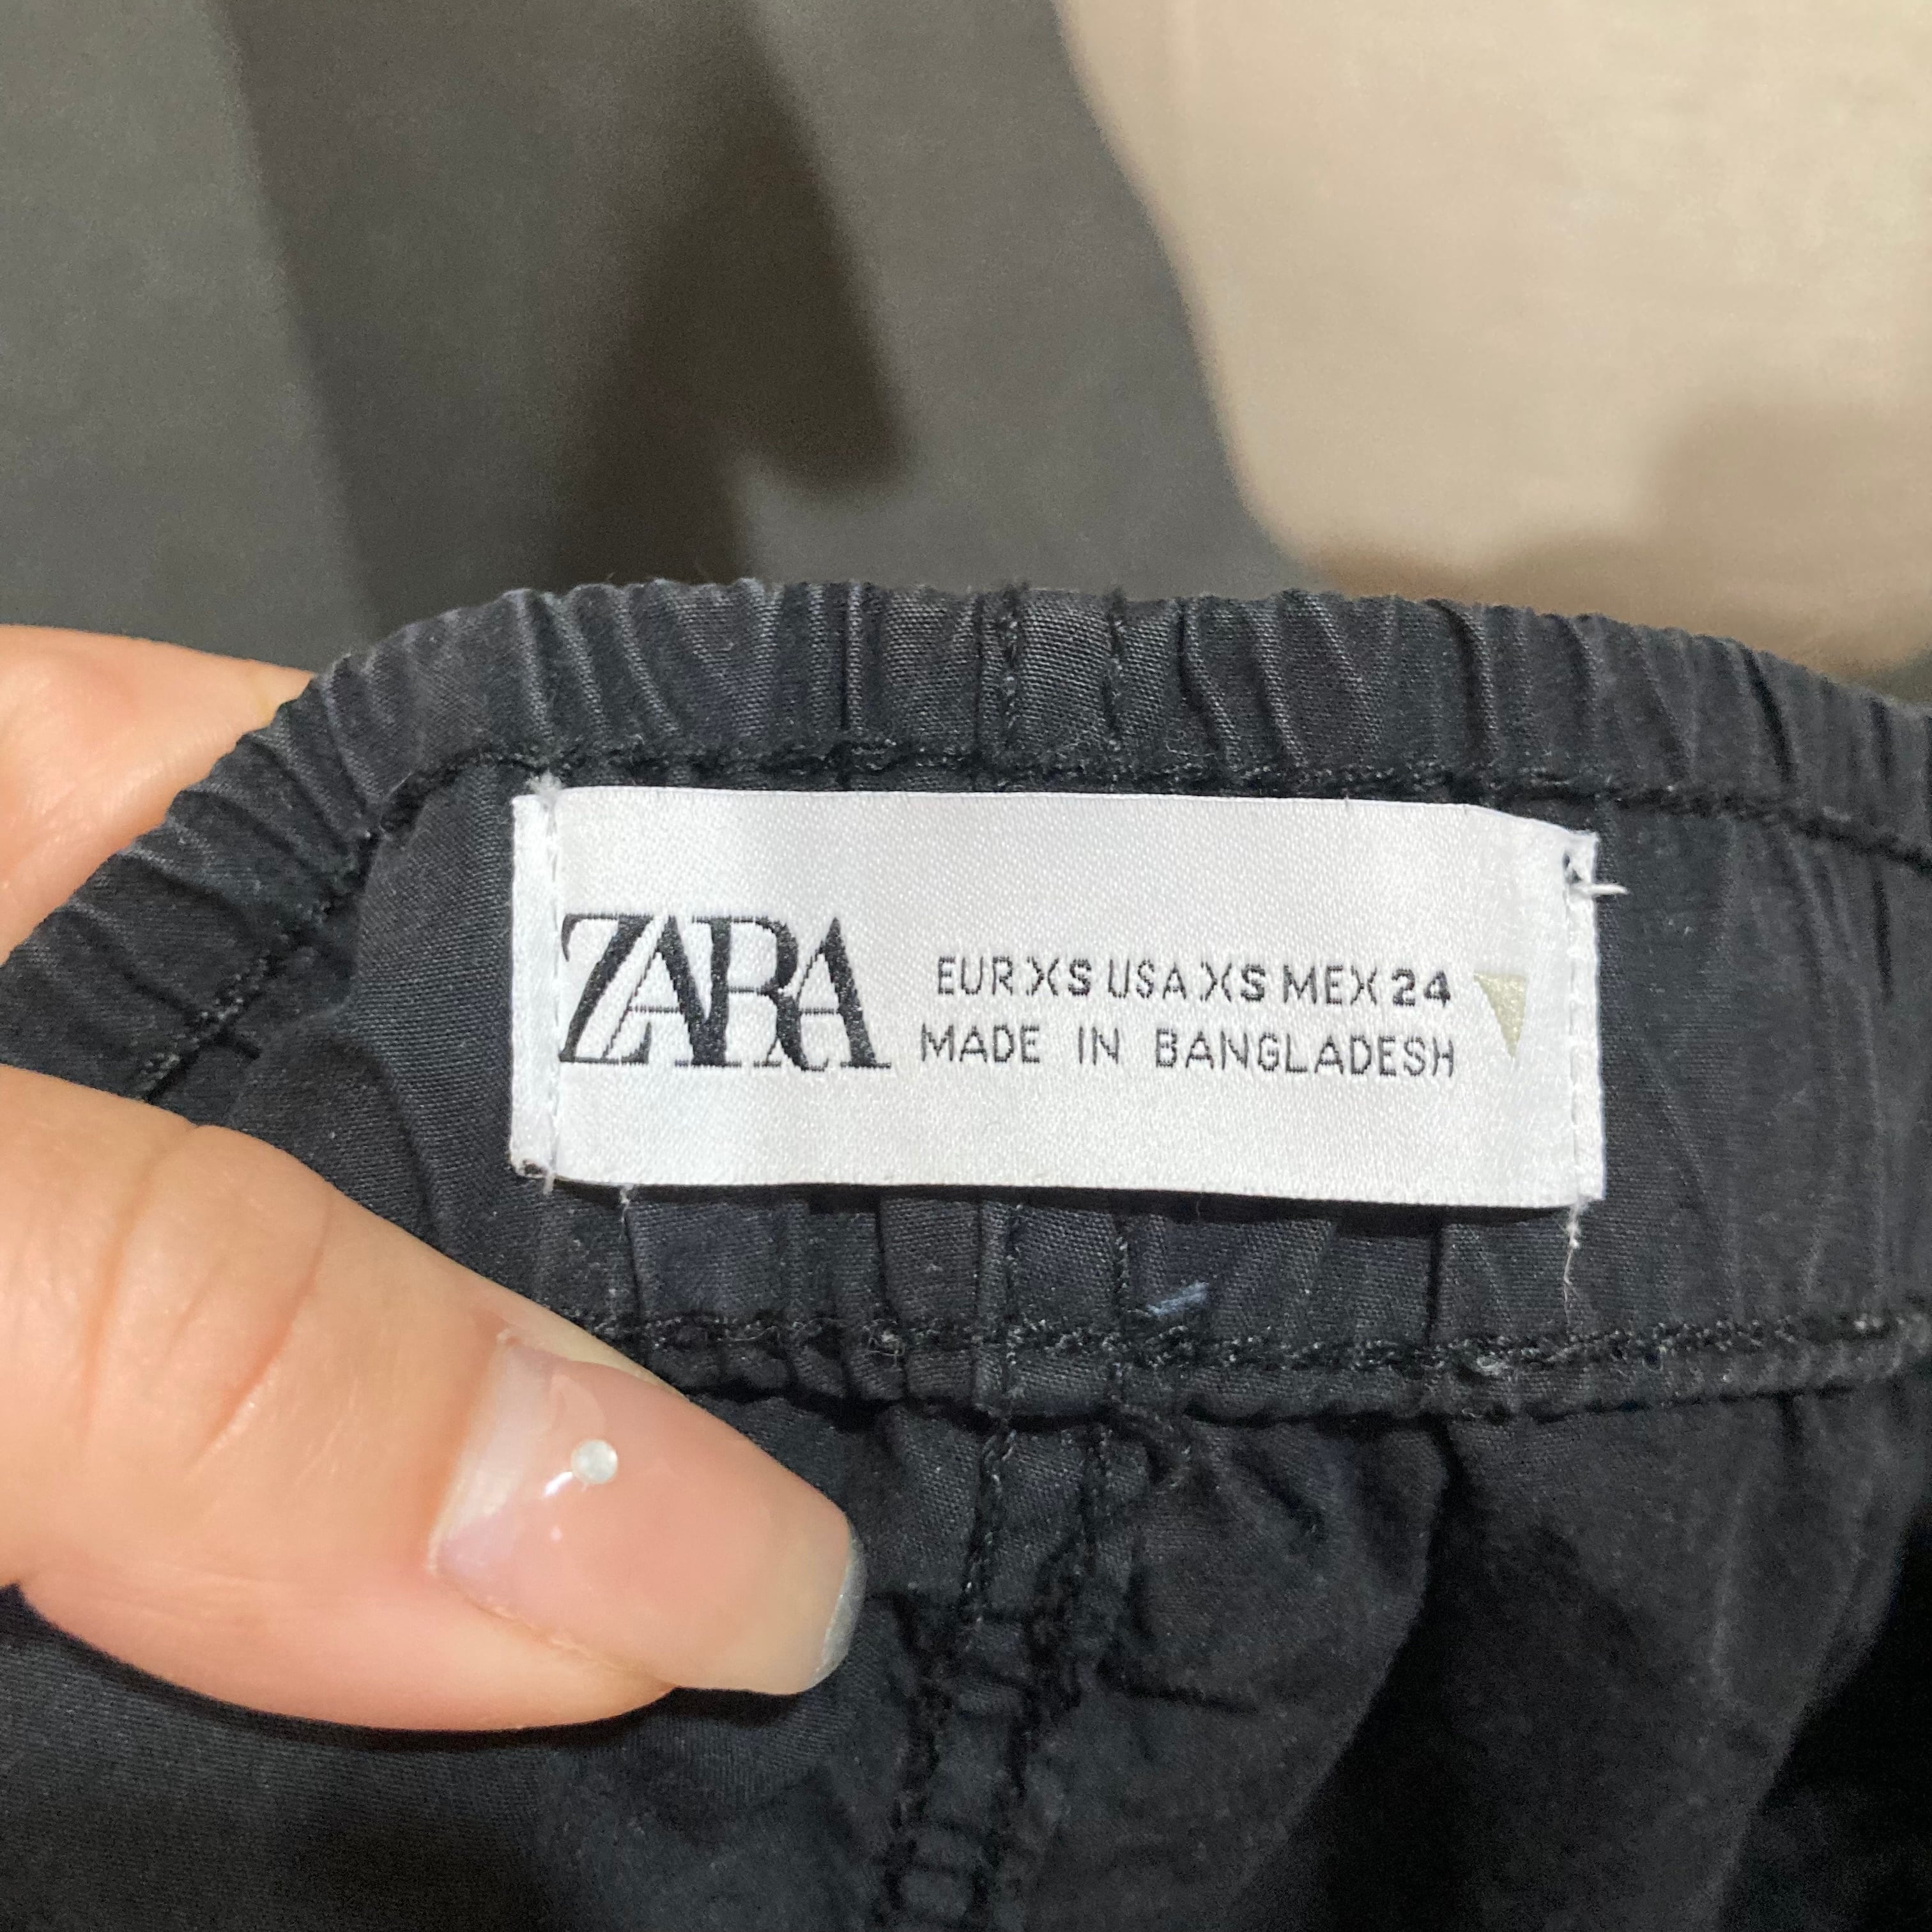 ZARA
EUR XS USA XS MEX 24
MADE IN BANGLADESH